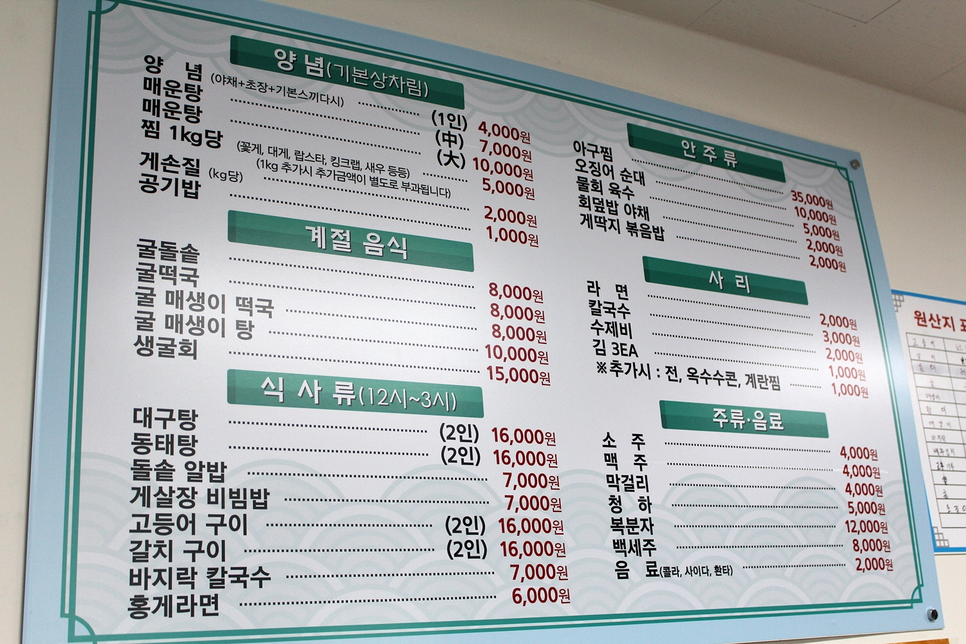 양 념(기본상차림)
양 념 (야채+초장+기본스끼다시) (1인) 4,000원
매운탕 (中) 7,000원
매운탕 (大) 10,000원
찜 1kg당 (꽃게, 대게, 랍스타, 킹크랩, 새우 등등) 5,000원
(1kg 추가시 추가금액이 별도로 부과됩니다)
게손질 (kg당) 2,000원
공기밥 1,000원
계절 음식
굴돌솥 8,000원
굴떡국 8,000원
굴 매생이 떡국 8,000원
굴 매생이 탕 10,000원
생굴회 15,000원
식 사 류(12시~3시)
대구탕 (2인) 16,000원
동태탕 (2인) 16,000원
돌솥 알밥 7,000원
게살장 비빔밥 7,000원
고등어 구이 (2인) 16,000원
갈치 구이 (2인) 16,000원
바지락 칼국수 7,000원
홍게라면 6,000원
안 주 류
아구찜 35,000원
오징어 순대 10,000원
물회 육수 5,000원
회덮밥 야채 2,000원
게딱지 볶음밥 2,000원
사 리
라 면 2,000원
칼국수 3,000원
수제비 2,000원
김 3EA 1,000원
※추가시 : 전, 옥수수콘, 계란찜 1,000원
주류·음료
소 주 4,000원
맥 주 4,000원
막걸리 4,000원
청 하 5,000원
복분자 12,000원
백세주 8,000원
음 료(콜라, 사이다, 환타) 2,000원
원산지 표